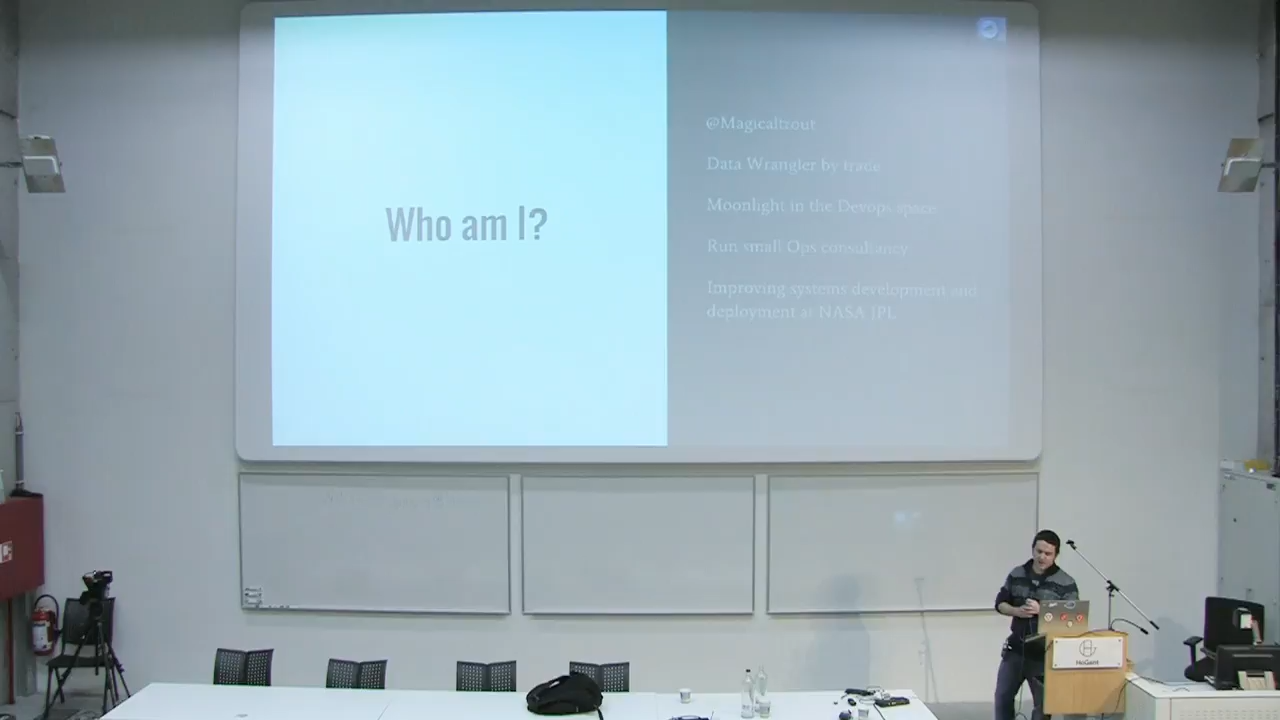 Who am I?
@Magicaltrout
Data Wrangler by trade
Moonlight in the Devops space
Run small Ops consultancy
Improving systems development and
deployment at NASA JPL
HoGent